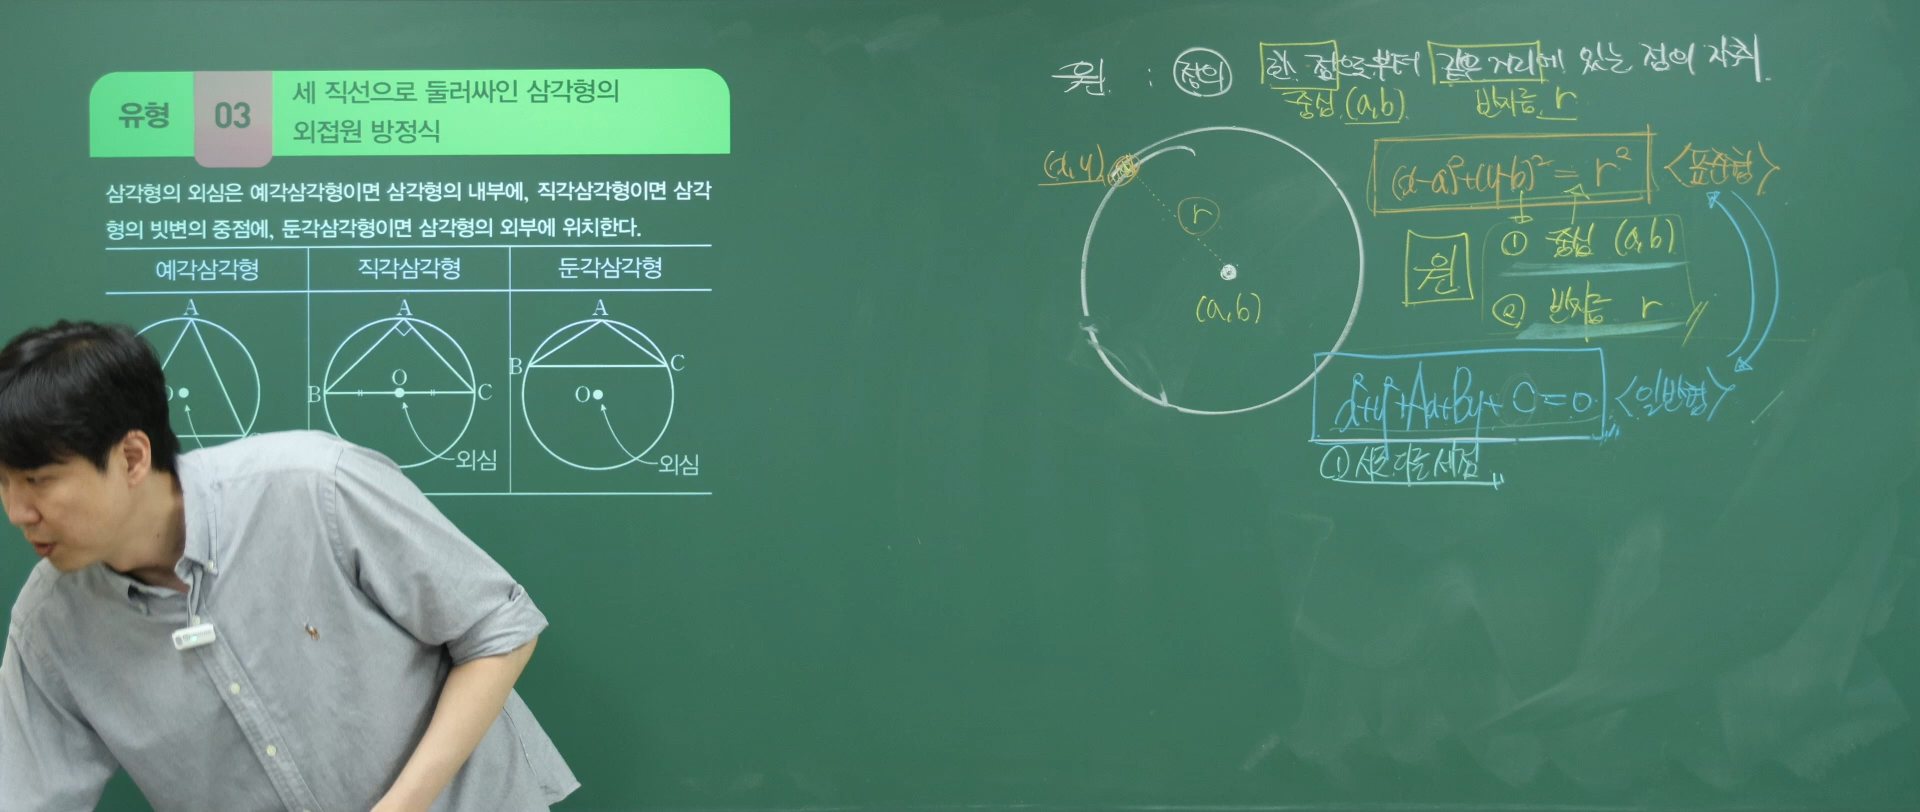 유형 03 세 직선으로 둘러싸인 삼각형의
외접원 방정식
삼각형의 외심은 예각삼각형이면 삼각형의 내부에, 직각삼각형이면 삼각
형의 빗변의 중점에, 둔각삼각형이면 삼각형의 외부에 위치한다.
예각삼각형 직각삼각형 둔각삼각형
A A A
B C
O
B C
O
O
외심 외심
원 : 정의 한 점으로부터 같은 거리에 있는 점의 자취.
중심 (a,b) 반지름 r
(x,y)
r
(a,b)
(x-a)²+(y-b)² = r² <표준형>
원
① 중심 (a,b)
② 반지름 r
x²+y²+Ax+By+C=0 <일반형>
① 서로 다른 세점